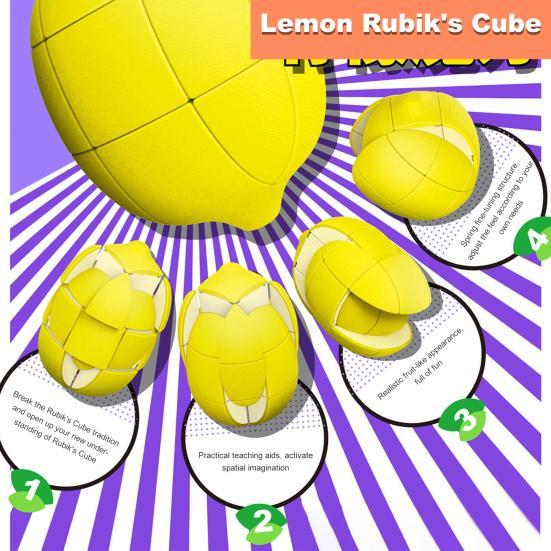 Lemon Rubik's Cube
Break the Rubik's Cube tradition
and open up your new under-
standing of Rubik's Cube
1
Practical teaching aids, activate
spatial imagination
2
Realistic fruit-like appearance,
full of fun
3
Spring fine-tuning structure,
adjust the feel according to your
own needs
4